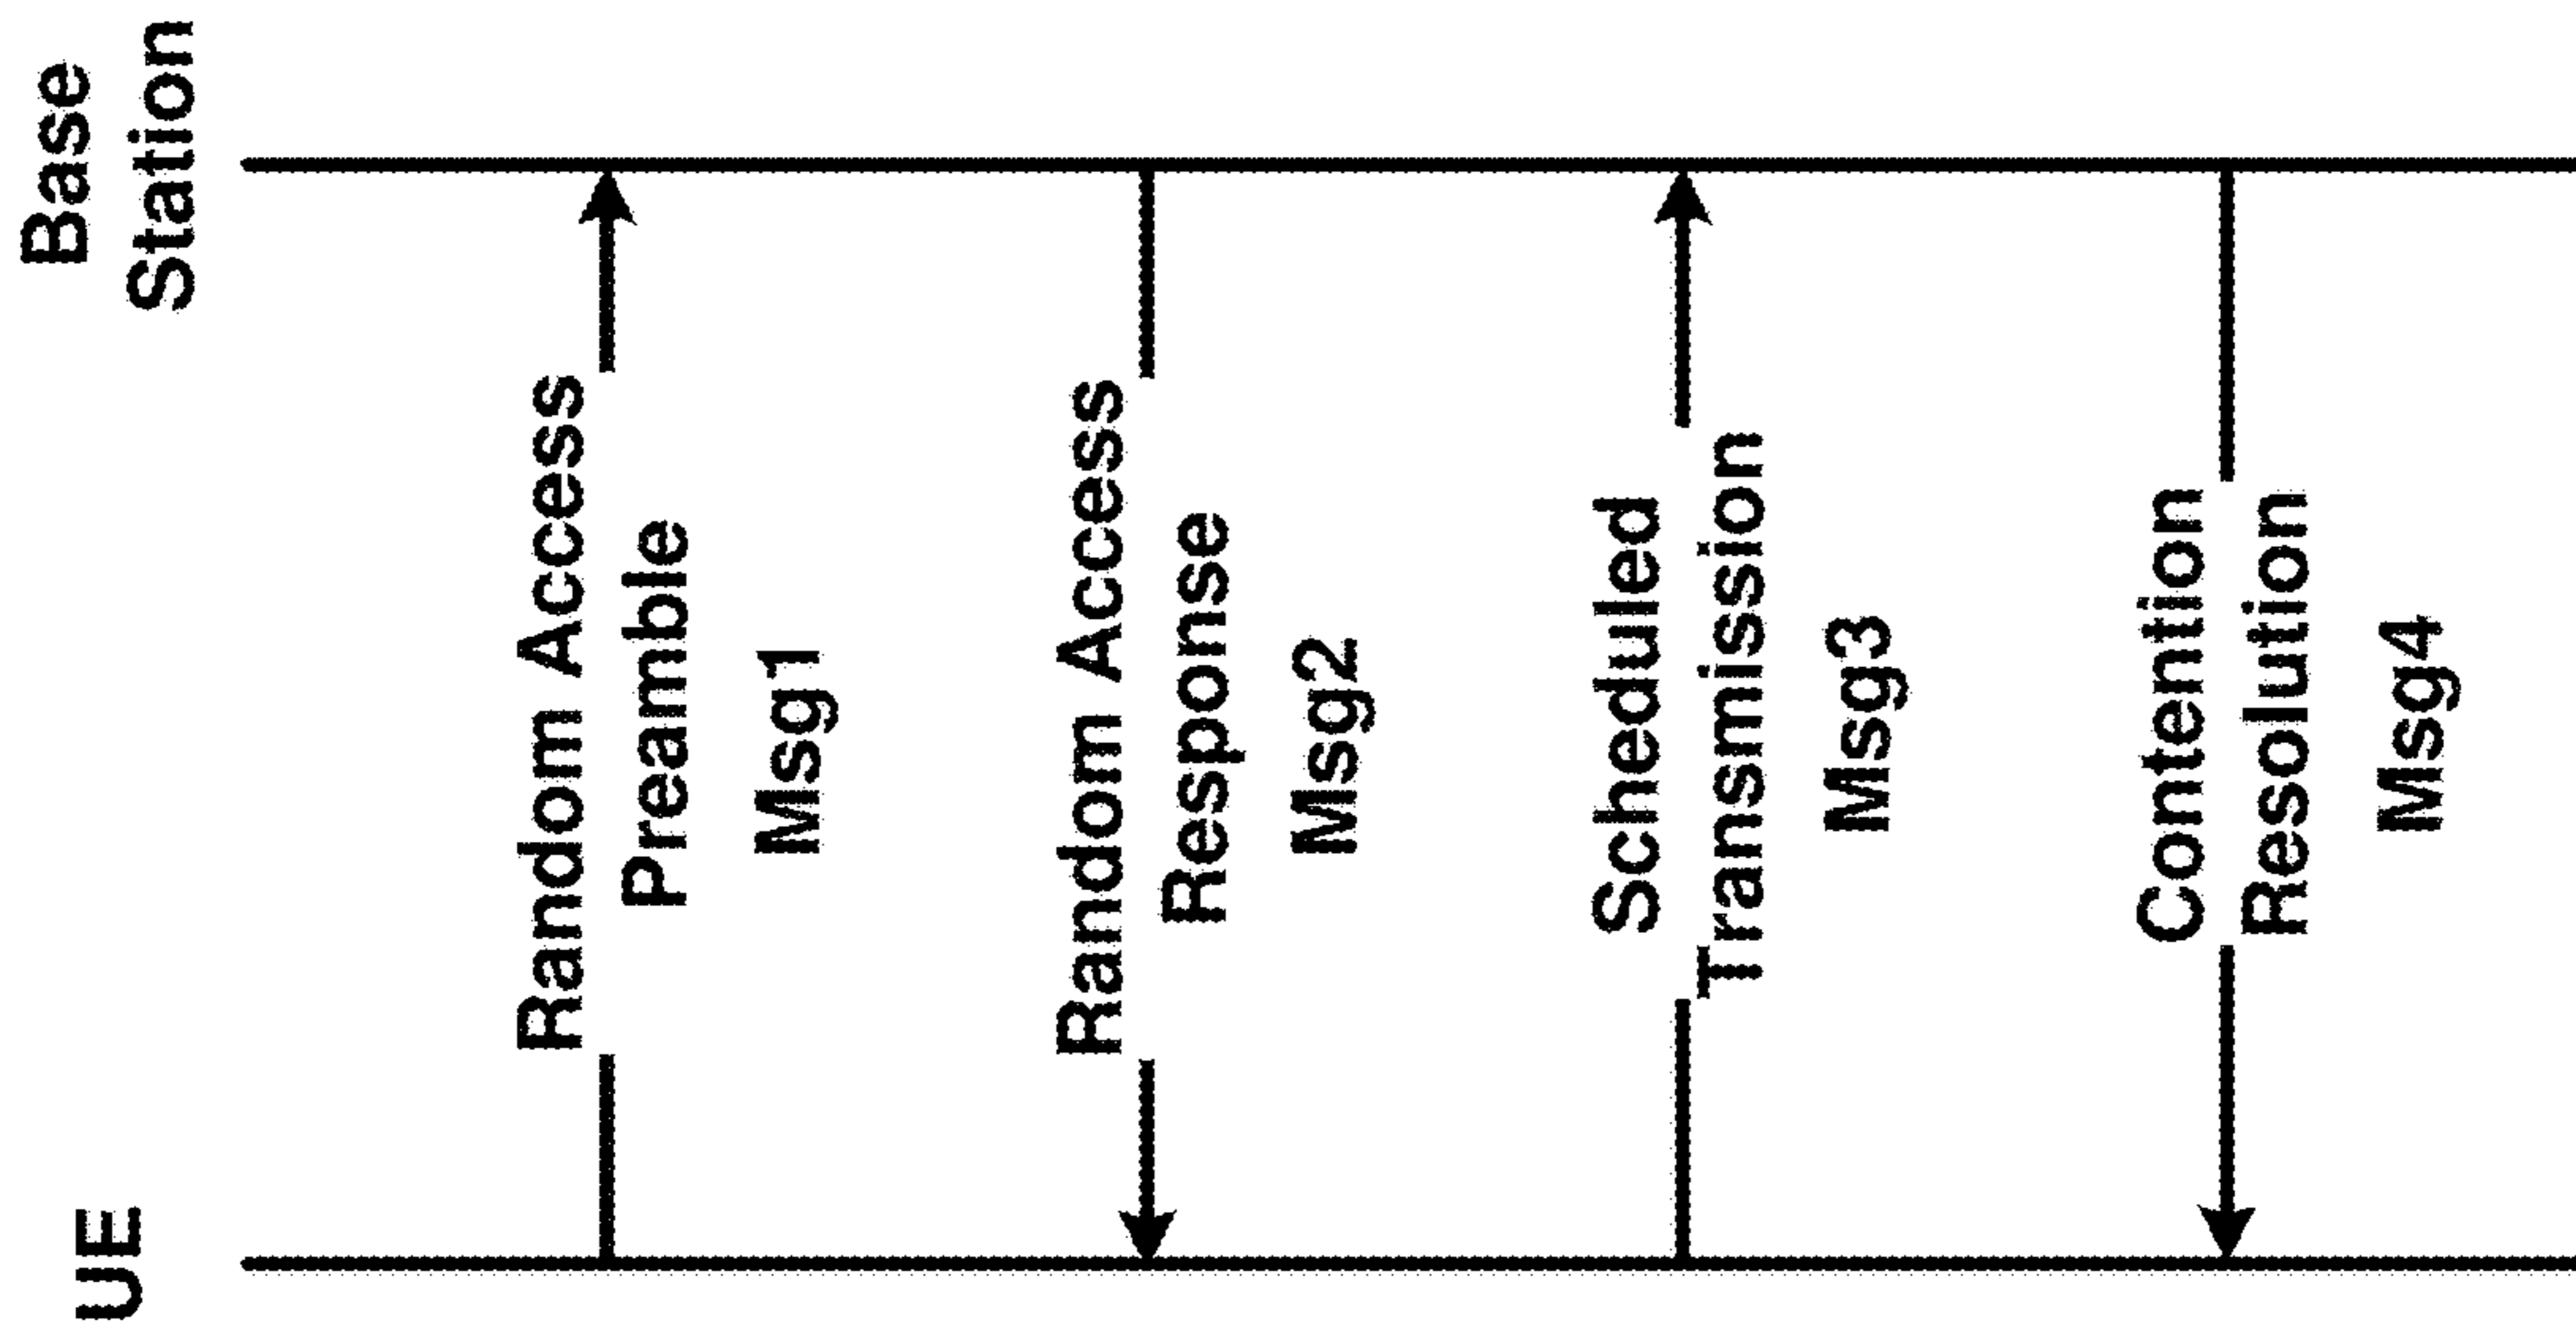 UE
Base
Station
Random Access
Preamble
Msg1
Random Access
Response
Msg2
Scheduled
Transmission
Msg3
Contention
Resolution
Msg4